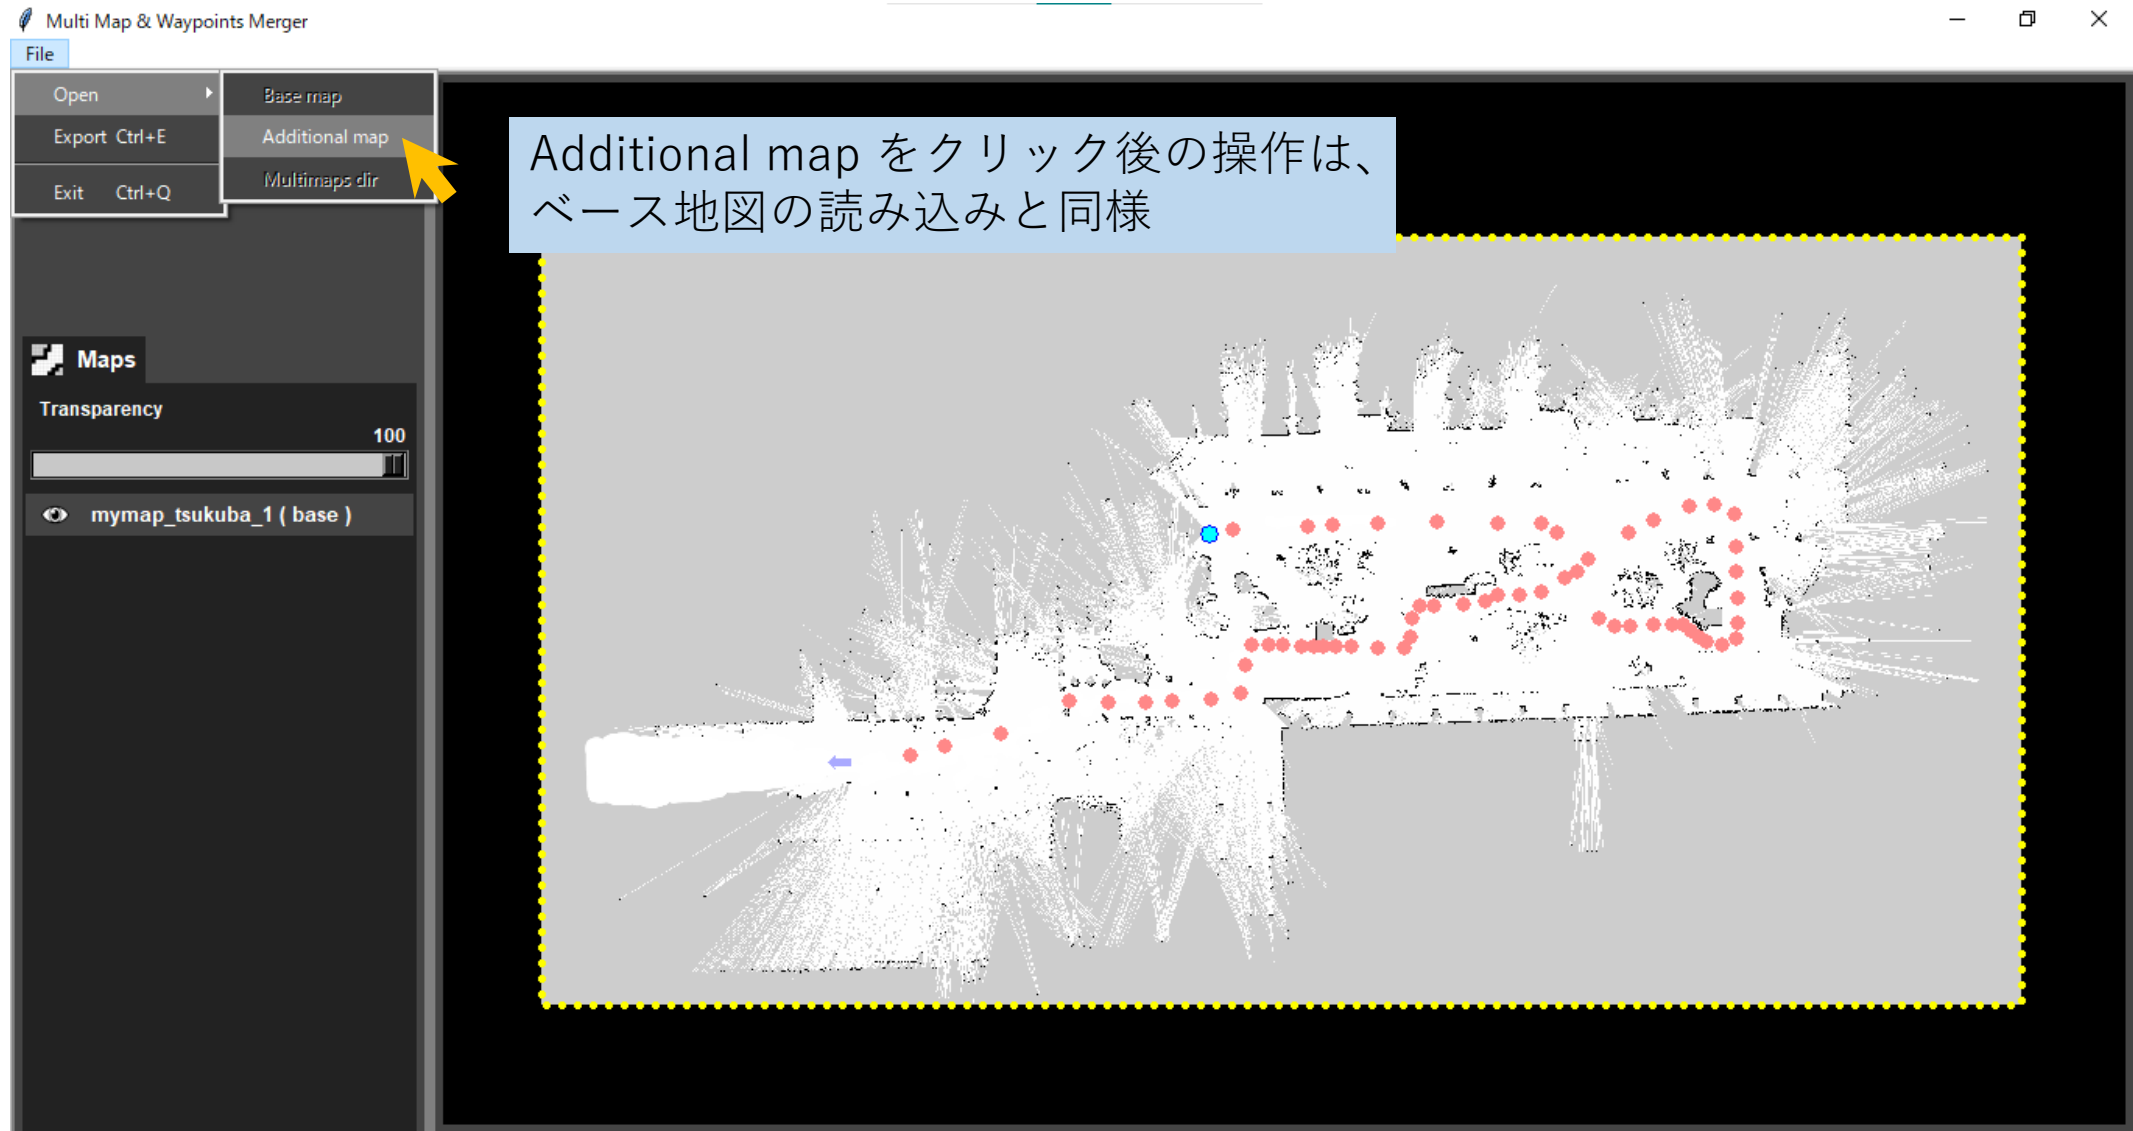 Multi Map & Waypoints Merger
File
Open
Export Ctrl+E
Exit Ctrl+Q
Base map
Additional map
Multimaps dir
Additional map をクリック後の操作は、
ベース地図の読み込みと同様
Maps
Transparency
100
mymap_tsukuba_1 ( base )